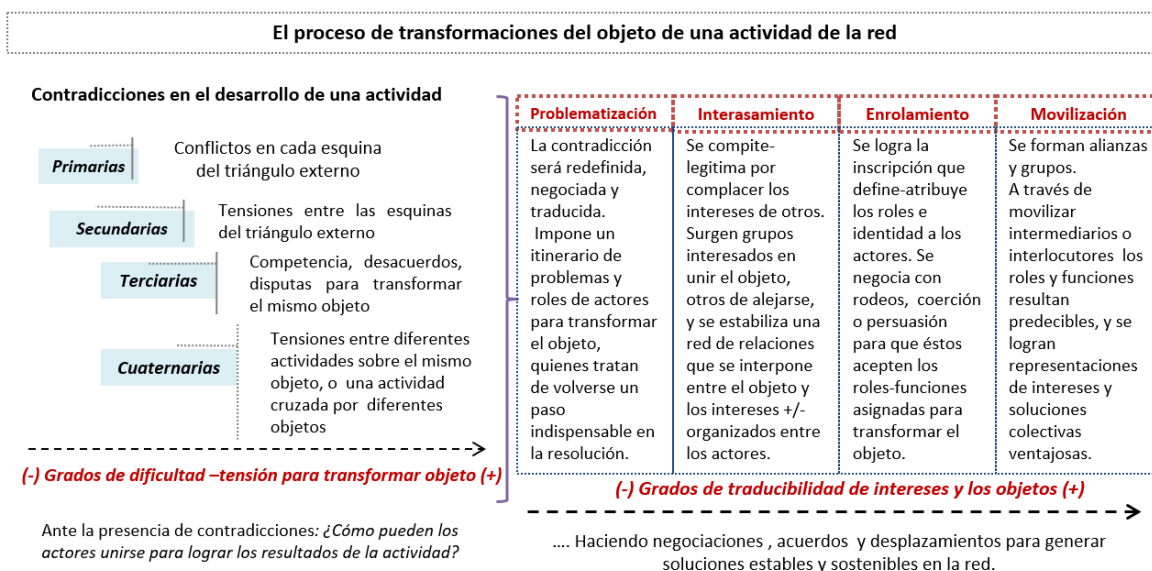 El proceso de transformaciones del objeto de una actividad de la red
Contradicciones en el desarrollo de una actividad
Primarias
Conflictos en cada esquina
del triángulo externo
Secundarias
Tensiones entre las esquinas
del triángulo externo
Terciarias
Competencia, desacuerdos,
disputas para transformar
el mismo objeto
Cuaternarias
Tensiones entre diferentes
actividades sobre el mismo
objeto, o una actividad
cruzada por diferentes
objetos
(-) Grados de dificultad –tensión para transformar objeto (+)
Ante la presencia de contradicciones: ¿Cómo pueden los
actores unirse para lograr los resultados de la actividad?
Problematización
La contradicción
será redefinida,
negociada y
traducida.
Impone un
itinerario de
problemas y
roles de actores
para transformar
el objeto,
quienes tratan
de volverse un
paso
indispensable en
la resolución.
Interasamiento
Se compite-
legitima por
complacer los
intereses de otros.
Surgen grupos
interesados en
unir el objeto,
otros de alejarse,
y se estabiliza una
red de relaciones
que se interpone
entre el objeto y
los intereses +/-
organizados entre
los actores.
Enrolamiento
Se logra la
inscripción que
define-atribuye
los roles e
identidad a los
actores. Se
negocia con
rodeos, coerción
o persuasión
para que éstos
acepten los
roles-funciones
asignadas para
transformar el
objeto.
Movilización
Se forman alianzas
y grupos.
A través de
movilizar
intermediarios o
interlocutores los
roles y funciones
resultan
predecibles, y se
logran
representaciones
de intereses y
soluciones
colectivas
ventajosas.
(-) Grados de traducibilidad de intereses y los objetos (+)
.... Haciendo negociaciones , acuerdos y desplazamientos para generar
soluciones estables y sostenibles en la red.